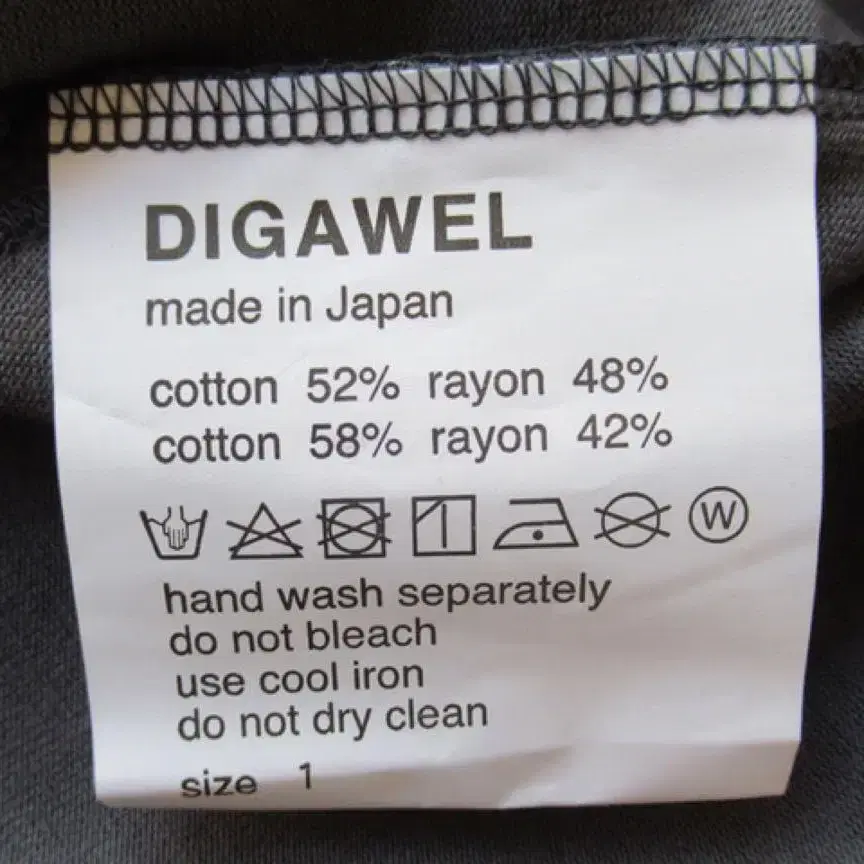 DIGAWEL
made in Japan
cotton 52% rayon 48%
cotton 58% rayon 42%
W
hand wash separately
do not bleach
use cool iron
do not dry clean
size 1